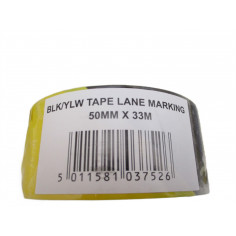 BLK/YLW TAPE LANE MARKING
50MM X 33M
5 011581 037526